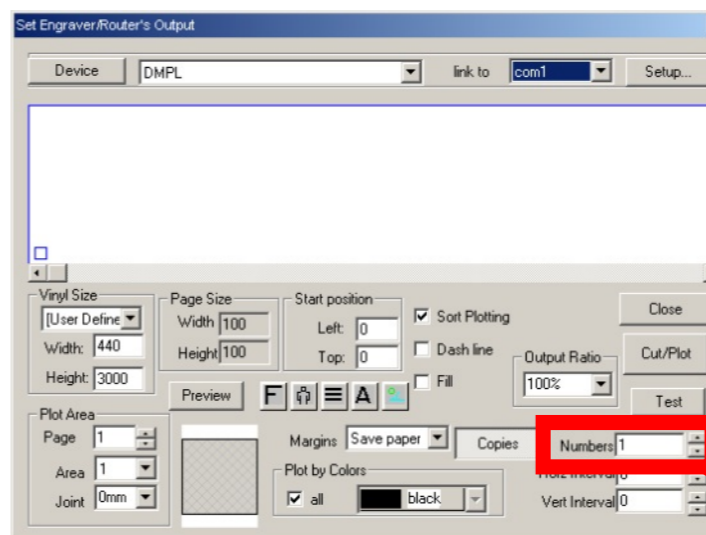 Set Engraver/Router's Output
Device DMPL link to com1 Setup...
Vinyl Size Page Size Start position
[User Define Width 100 Left: 0 Sort Plotting Close
Width: 440 Height 100 Top: 0 Dash line Output Ratio Cut/Plot
Height: 3000 Preview F A Fill 100% Test
Plot Area
Page 1 Margins Save paper Copies Numbers 1
Area 1 Plot by Colors Horz Interval 0
Joint 0mm all black Vert Interval 0